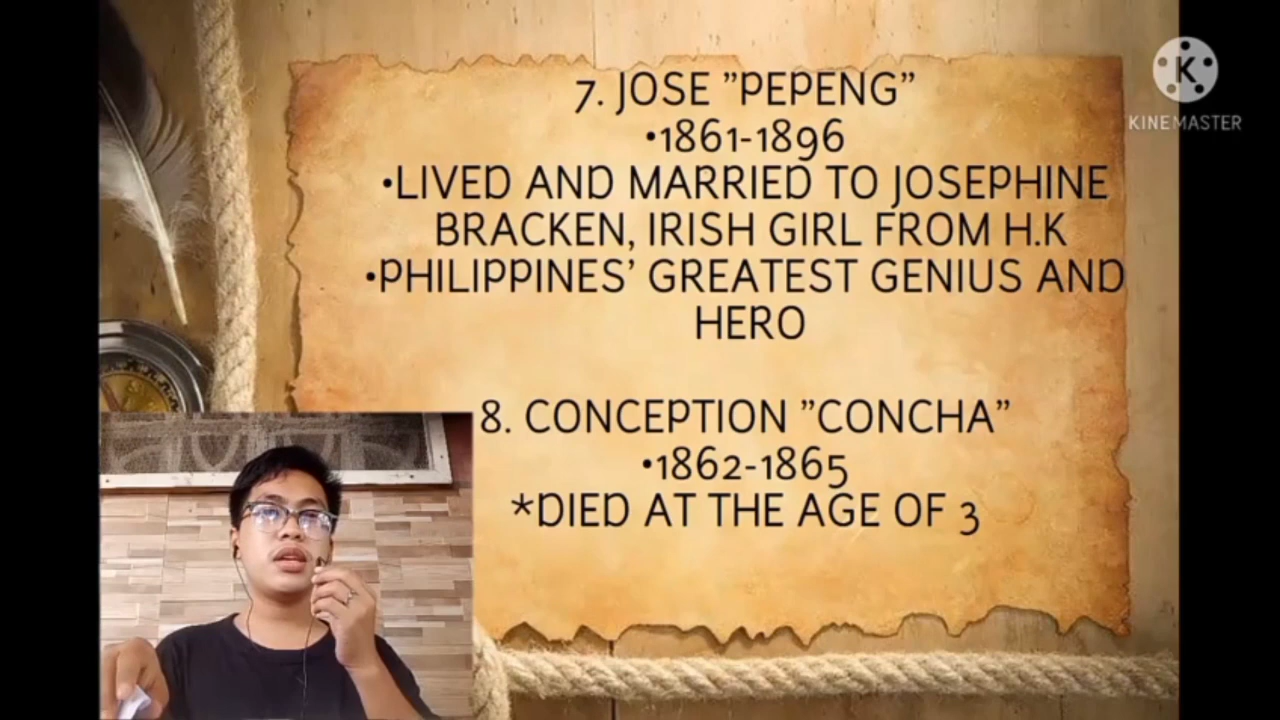 7. JOSE "PEPENG"
•1861-1896
•LIVED AND MARRIED TO JOSEPHINE
BRACKEN, IRISH GIRL FROM H.K
•PHILIPPINES' GREATEST GENIUS AND
HERO
8. CONCEPTION "CONCHA"
•1862-1865
*DIED AT THE AGE OF 3
K
KINEMASTER